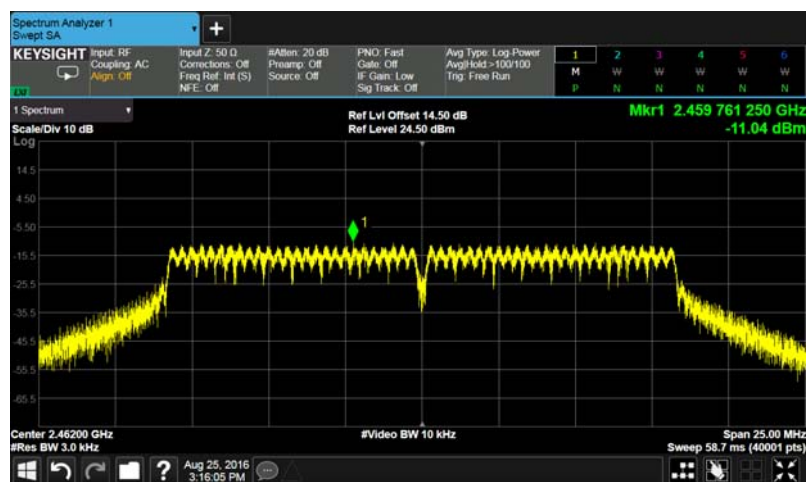 Spectrum Analyzer 1
Swept SA
+
KEYSIGHT
Input: RF
Coupling: AC
Align: Off
Input Z: 50 Ω
Corrections: Off
Freq Ref: Int (S)
NFE: Off
#Atten: 20 dB
Preamp: Off
Source: Off
PNO: Fast
Gate: Off
IF Gain: Low
Sig Track: Off
Avg Type: Log-Power
Avg|Hold:>100/100
Trig: Free Run
1 2 3 4 5 6
M W W W W W
P N N N N N
LXI
1 Spectrum
Scale/Div 10 dB
Ref Lvl Offset 14.50 dB
Ref Level 24.50 dBm
Mkr1 2.459 761 250 GHz
-11.04 dBm
Log
14.5
4.50
-5.50
1
-15.5
-25.5
-35.5
-45.5
-55.5
-65.5
Center 2.46200 GHz
#Res BW 3.0 kHz
#Video BW 10 kHz
Span 25.00 MHz
Sweep 58.7 ms (40001 pts)
?
Aug 25, 2016
3:16:05 PM